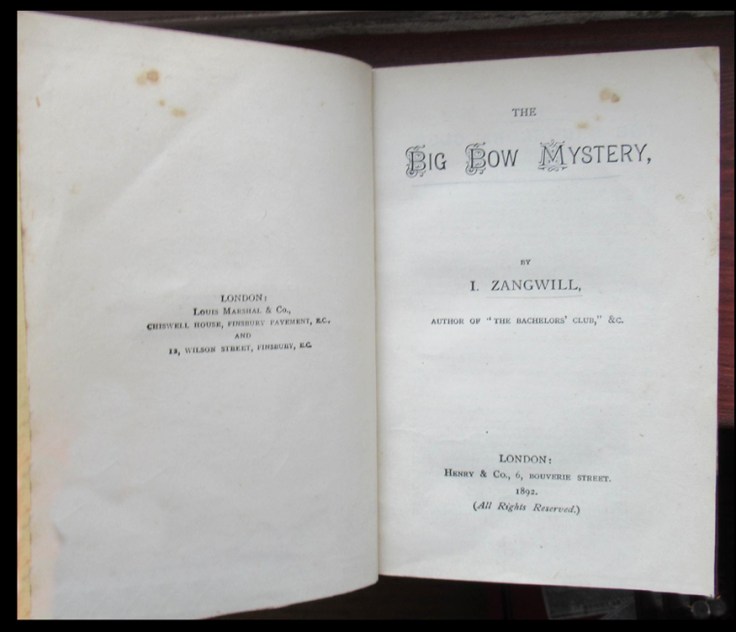 LONDON:
LOUIS MARSHAL & CO.,
CHISWELL HOUSE, FINSBURY PAVEMENT, E.C.,
AND
13, WILSON STREET, FINSBURY, E.C.
THE
BIG BOW MYSTERY,
BY
I. ZANGWILL,
AUTHOR OF "THE BACHELORS' CLUB," &C.
LONDON:
HENRY & CO., 6, BOUVERIE STREET.
1892.
(All Rights Reserved.)